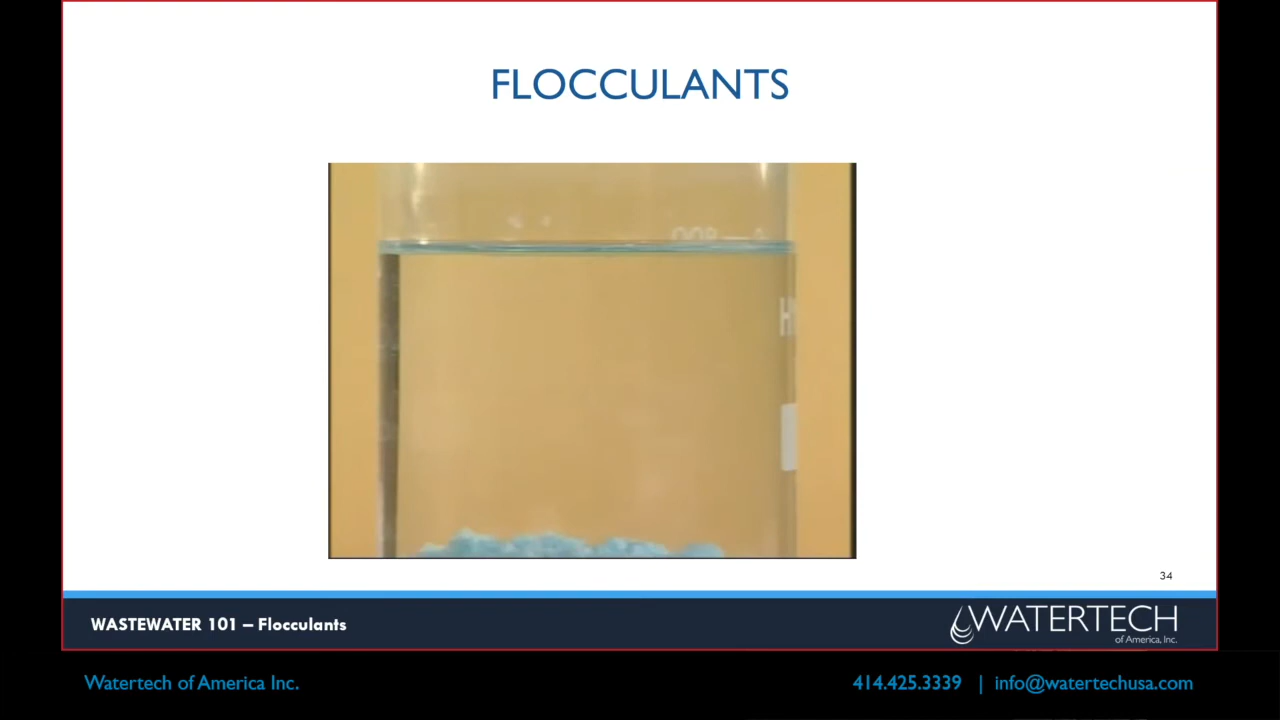 FLOCCULANTS
008
H
34
WASTEWATER 101 – Flocculants
WATERTECH
of America, Inc.
Watertech of America Inc.
414.425.3339 | info@watertechusa.com